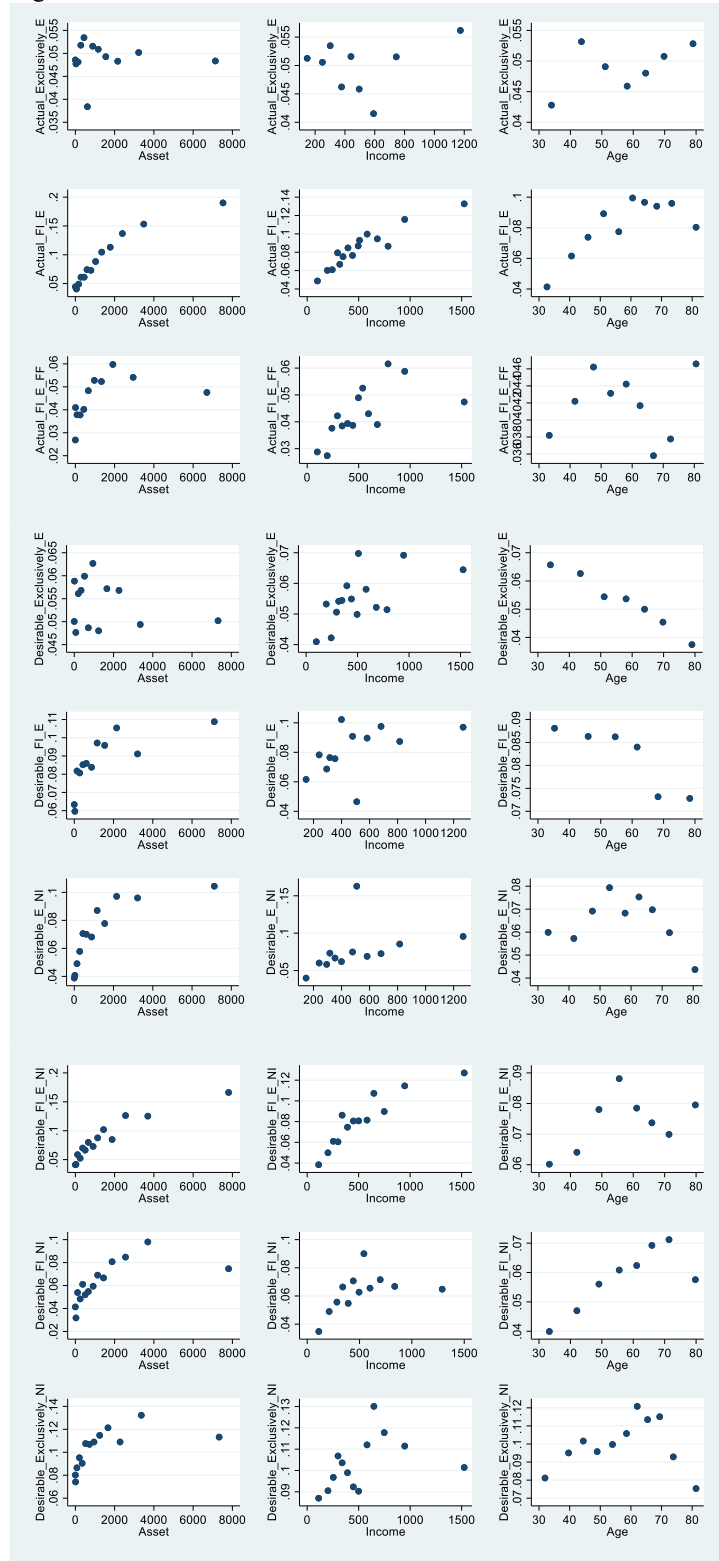 Actual_Exclusively_E
.035 .045 .05 .055
0 2000 4000 6000 8000
Asset
Actual_Exclusively_E
.04 .045 .05 .055
200 400 600 800 1000 1200
Income
Actual_Exclusively_E
.04 .045 .05 .055
30 40 50 60 70 80
Age
Actual_FI_E
.05 .1 .15 .2
0 2000 4000 6000 8000
Asset
Actual_FI_E
.04 .06 .08 .1 .12 .14
0 500 1000 1500
Income
Actual_FI_E
.04 .06 .08 .1
30 40 50 60 70 80
Age
Actual_FI_E_FF
.02 .03 .04 .05 .06
0 2000 4000 6000 8000
Asset
Actual_FI_E_FF
.03 .04 .05 .06
0 500 1000 1500
Income
Actual_FI_E_FF
.036 .038 .04 .042 .044 .046
30 40 50 60 70 80
Age
Desirable_Exclusively_E
.045 .05 .055 .06 .065
0 2000 4000 6000 8000
Asset
Desirable_Exclusively_E
.04 .05 .06 .07
0 500 1000 1500
Income
Desirable_Exclusively_E
.04 .05 .06 .07
30 40 50 60 70 80
Age
Desirable_FI_E
.06 .07 .08 .09 .1 .11
0 2000 4000 6000 8000
Asset
Desirable_FI_E
.04 .06 .08 .1
200 400 600 800 1000 1200
Income
Desirable_FI_E
.07 .075 .08 .085 .09
30 40 50 60 70 80
Age
Desirable_E_NI
.04 .06 .08 .1
0 2000 4000 6000 8000
Asset
Desirable_E_NI
.05 .1 .15
200 400 600 800 1000 1200
Income
Desirable_E_NI
.04 .05 .06 .07 .08
30 40 50 60 70 80
Age
Desirable_FI_E_NI
.05 .1 .15 .2
0 2000 4000 6000 8000
Asset
Desirable_FI_E_NI
.04 .06 .08 .1 .12
0 500 1000 1500
Income
Desirable_FI_E_NI
.06 .07 .08 .09
30 40 50 60 70 80
Age
Desirable_FI_NI
.02 .04 .06 .08 .1
0 2000 4000 6000 8000
Asset
Desirable_FI_NI
.04 .06 .08 .1
0 500 1000 1500
Income
Desirable_FI_NI
.04 .05 .06 .07
30 40 50 60 70 80
Age
Desirable_Exclusively_NI
.06 .08 .1 .12 .14
0 2000 4000 6000 8000
Asset
Desirable_Exclusively_NI
.09 .1 .11 .12 .13
0 500 1000 1500
Income
Desirable_Exclusively_NI
.07 .08 .09 .1 .11 .12
30 40 50 60 70 80
Age